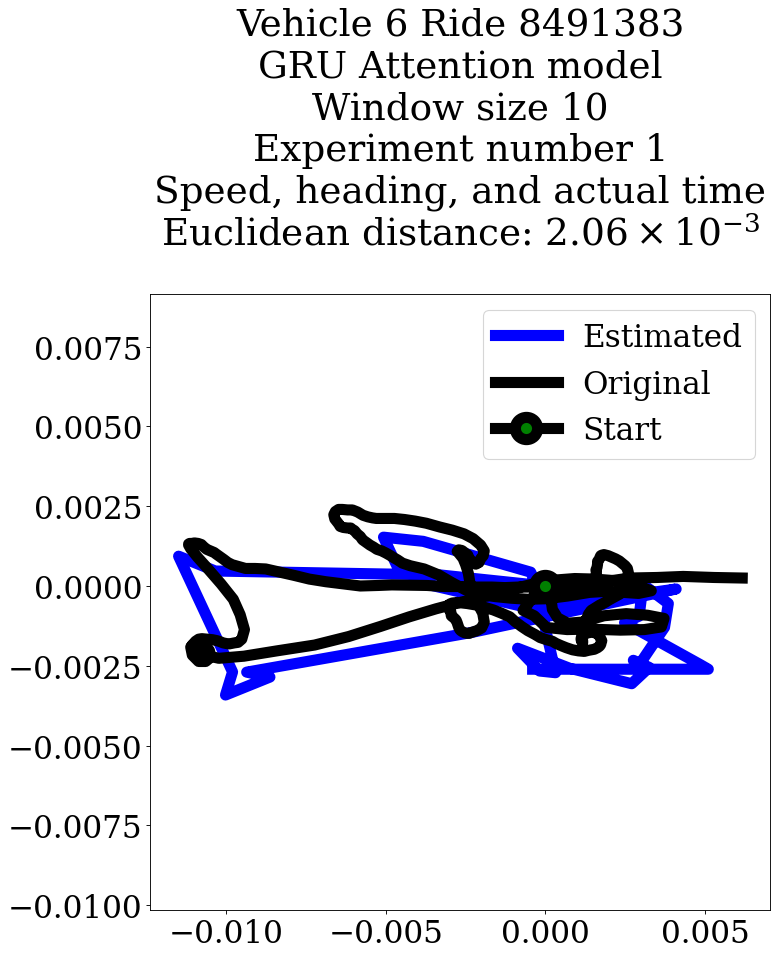 Vehicle 6 Ride 8491383
GRU Attention model
Window size 10
Experiment number 1
Speed, heading, and actual time
Euclidean distance: 2.06 × 10⁻³
Estimated
Original
Start
0.0075
0.0050
0.0025
0.0000
−0.0025
−0.0050
−0.0075
−0.0100
−0.010
−0.005
0.000
0.005